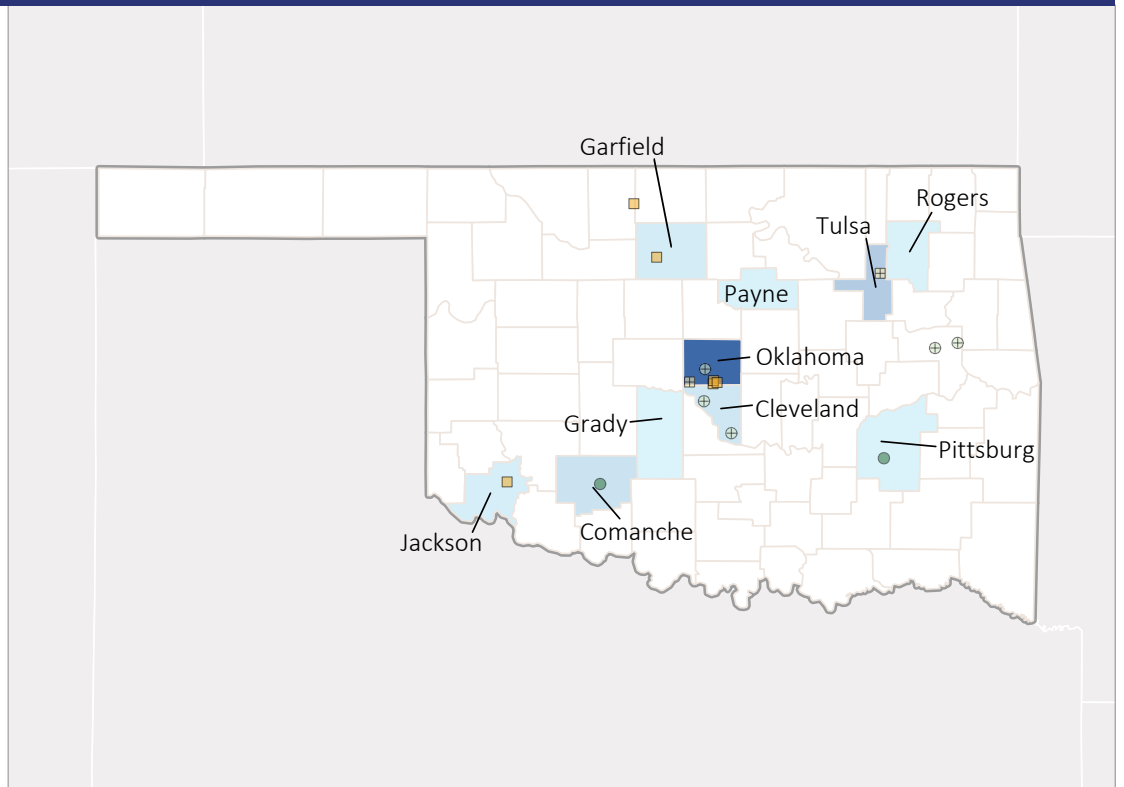 Garfield
Rogers
Tulsa
Payne
Oklahoma
Cleveland
Grady
Pittsburg
Comanche
Jackson